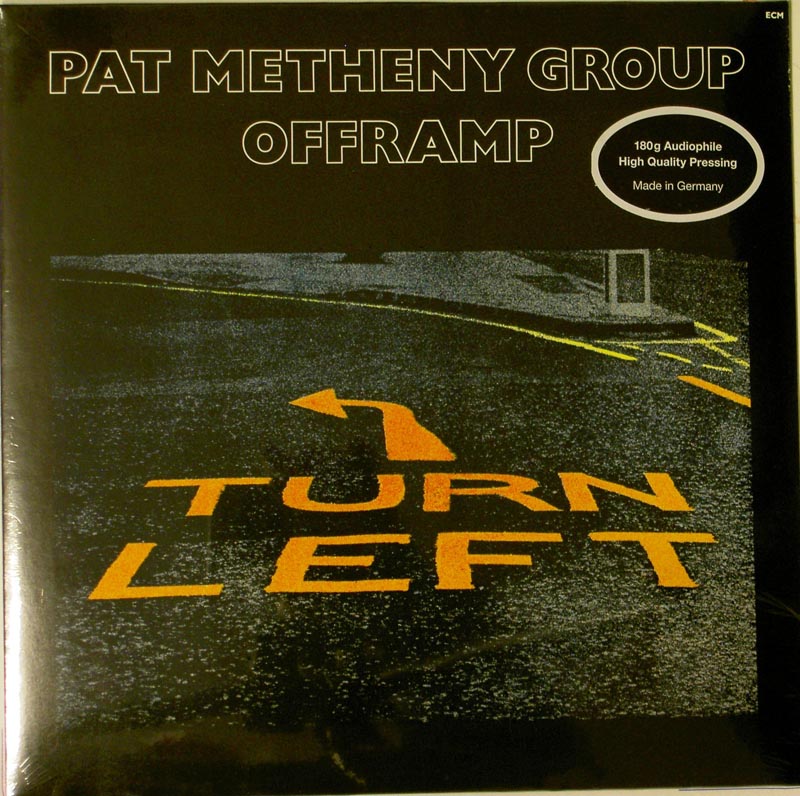 ECM
PAT METHENY GROUP
OFFRAMP
180g Audiophile
High Quality Pressing
Made in Germany
TURN
LEFT